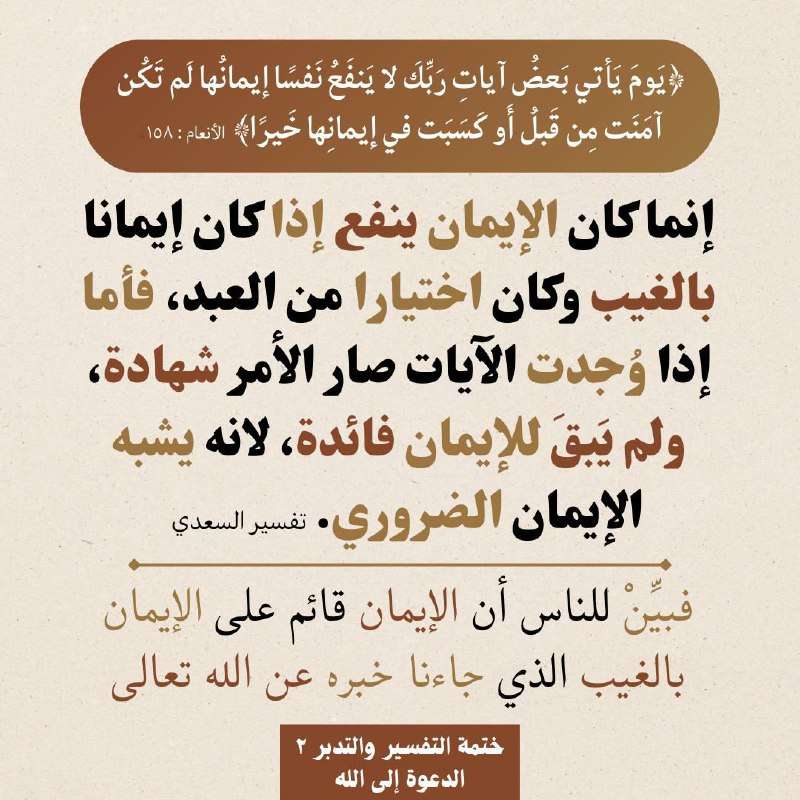 ﴿يَومَ يَأتي بَعضُ آياتِ رَبِّكَ لا يَنفَعُ نَفسًا إيمانُها لَم تَكُن
آمَنَت مِن قَبلُ أَو كَسَبَت في إيمانِها خَيرًا﴾ الأنعام : ١٥٨
إنما كان الإيمان ينفع إذا كان إيمانا
بالغيب وكان اختيارا من العبد، فأما
إذا وُجدت الآيات صار الأمر شهادة،
ولم يَبقَ للإيمان فائدة، لانه يشبه
الإيمان الضروري. تفسير السعدي
فبيِّنْ للناس أن الإيمان قائم على الإيمان
بالغيب الذي جاءنا خبره عن الله تعالى
ختمة التفسير والتدبر ٢
الدعوة إلى الله